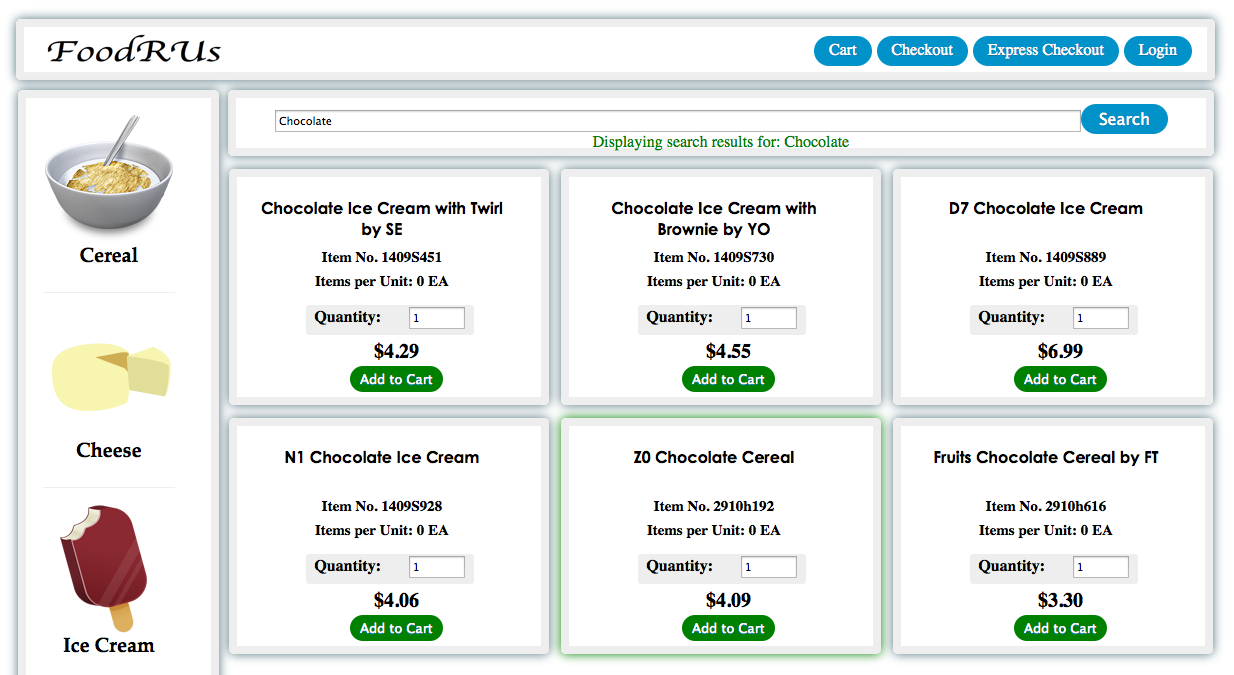 FoodRUs
Cart
Checkout
Express Checkout
Login
Chocolate
Search
Displaying search results for: Chocolate
Cereal
Cheese
Ice Cream
Chocolate Ice Cream with Twirl
by SE
Item No. 1409S451
Items per Unit: 0 EA
Quantity: 1
$4.29
Add to Cart
Chocolate Ice Cream with
Brownie by YO
Item No. 1409S730
Items per Unit: 0 EA
Quantity: 1
$4.55
Add to Cart
D7 Chocolate Ice Cream
Item No. 1409S889
Items per Unit: 0 EA
Quantity: 1
$6.99
Add to Cart
N1 Chocolate Ice Cream
Item No. 1409S928
Items per Unit: 0 EA
Quantity: 1
$4.06
Add to Cart
Z0 Chocolate Cereal
Item No. 2910h192
Items per Unit: 0 EA
Quantity: 1
$4.09
Add to Cart
Fruits Chocolate Cereal by FT
Item No. 2910h616
Items per Unit: 0 EA
Quantity: 1
$3.30
Add to Cart